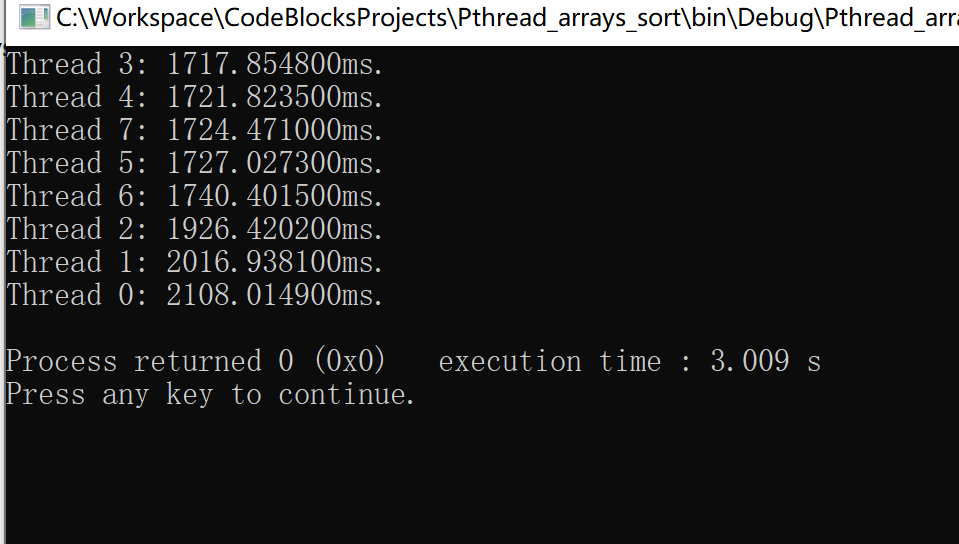 C:\Workspace\CodeBlocksProjects\Pthread_arrays_sort\bin\Debug\Pthread_arra
Thread 3: 1717.854800ms.
Thread 4: 1721.823500ms.
Thread 7: 1724.471000ms.
Thread 5: 1727.027300ms.
Thread 6: 1740.401500ms.
Thread 2: 1926.420200ms.
Thread 1: 2016.938100ms.
Thread 0: 2108.014900ms.
Process returned 0 (0x0)   execution time : 3.009 s
Press any key to continue.